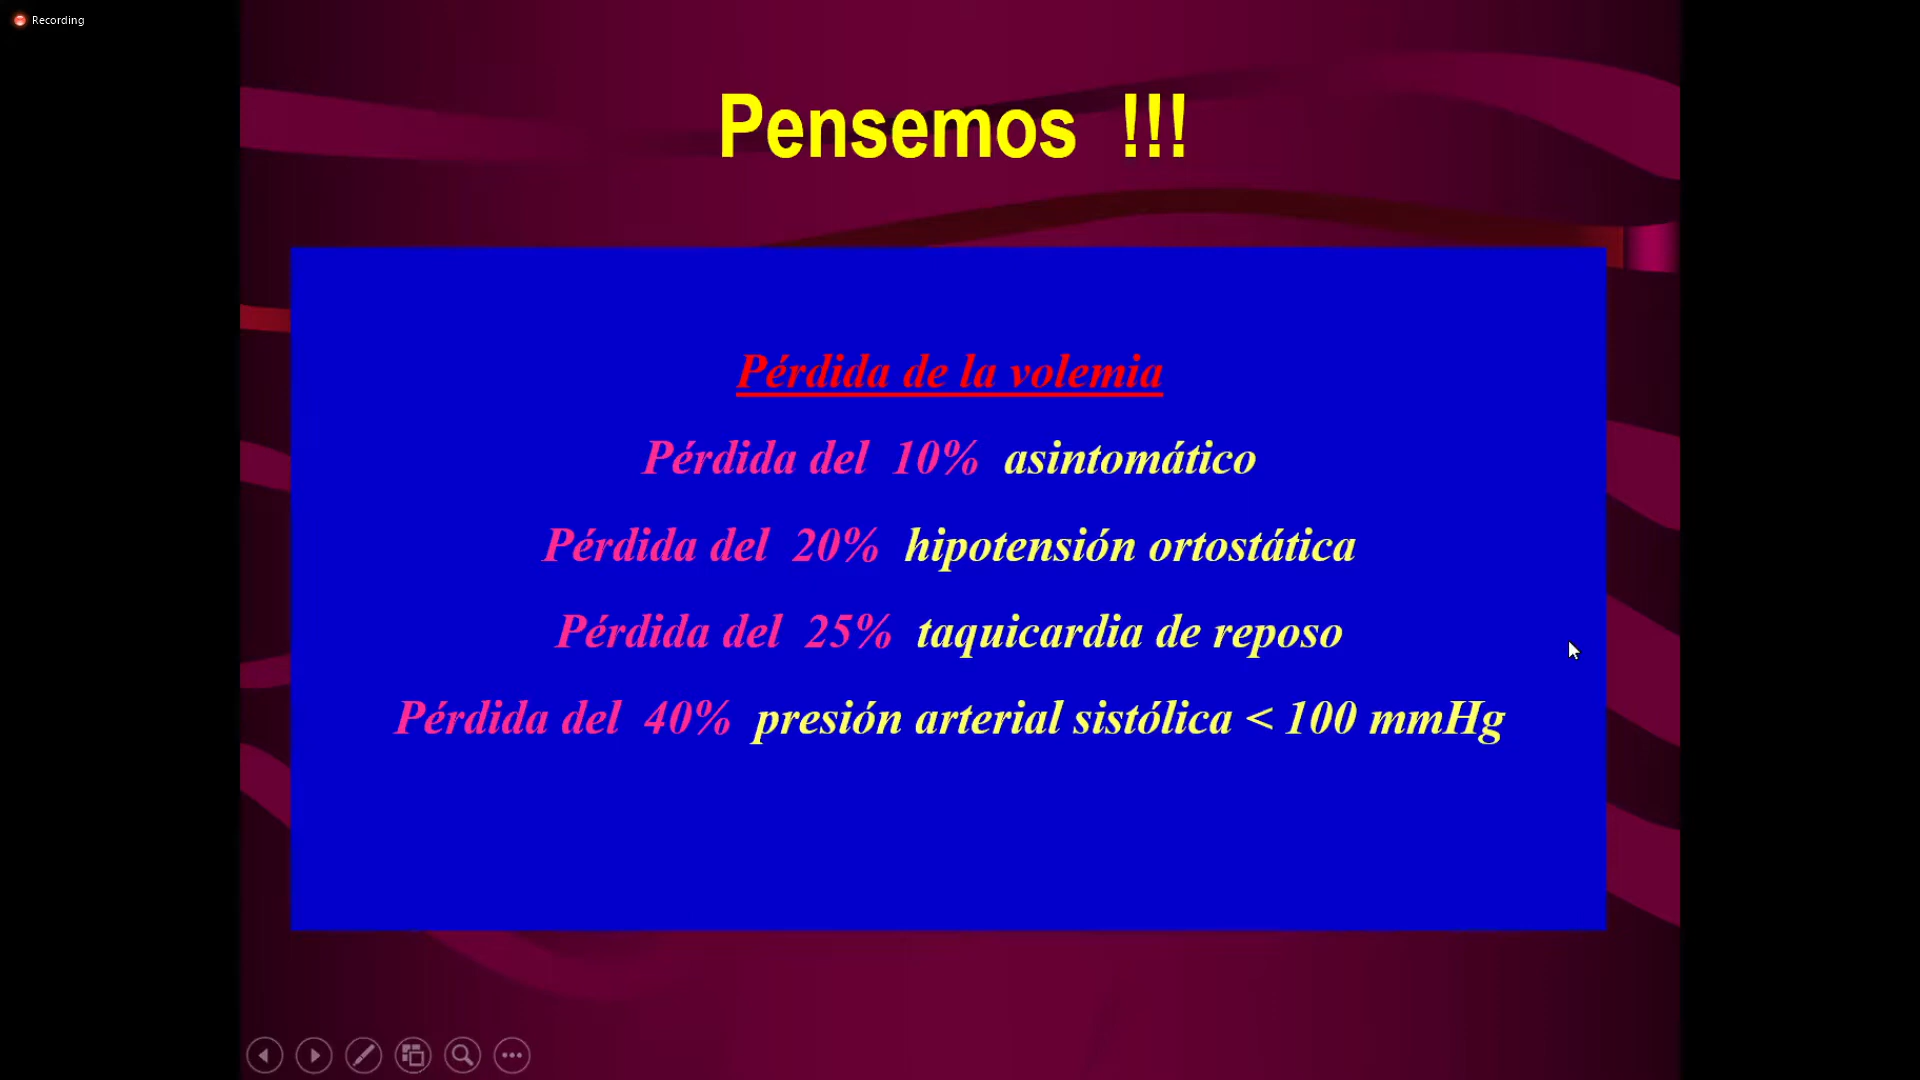 Recording
Pensemos !!!
Pérdida de la volemia
Pérdida del 10% asintomático
Pérdida del 20% hipotensión ortostática
Pérdida del 25% taquicardia de reposo
Pérdida del 40% presión arterial sistólica < 100 mmHg